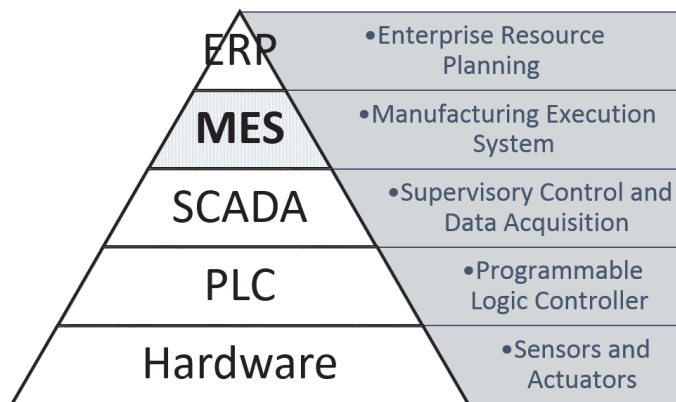 ERP
•Enterprise Resource
Planning
MES
•Manufacturing Execution
System
SCADA
•Supervisory Control and
Data Acquisition
PLC
•Programmable
Logic Controller
Hardware
•Sensors and
Actuators